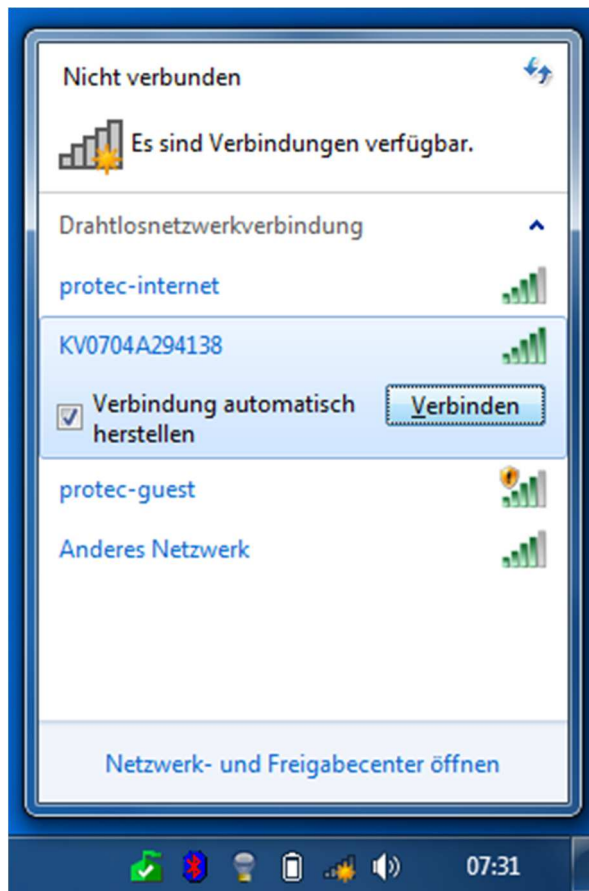 Nicht verbunden
Es sind Verbindungen verfügbar.
Drahtlosnetzwerkverbindung
protec-internet
KV0704A294138
Verbindung automatisch
herstellen
Verbinden
protec-guest
Anderes Netzwerk
Netzwerk- und Freigabecenter öffnen
07:31